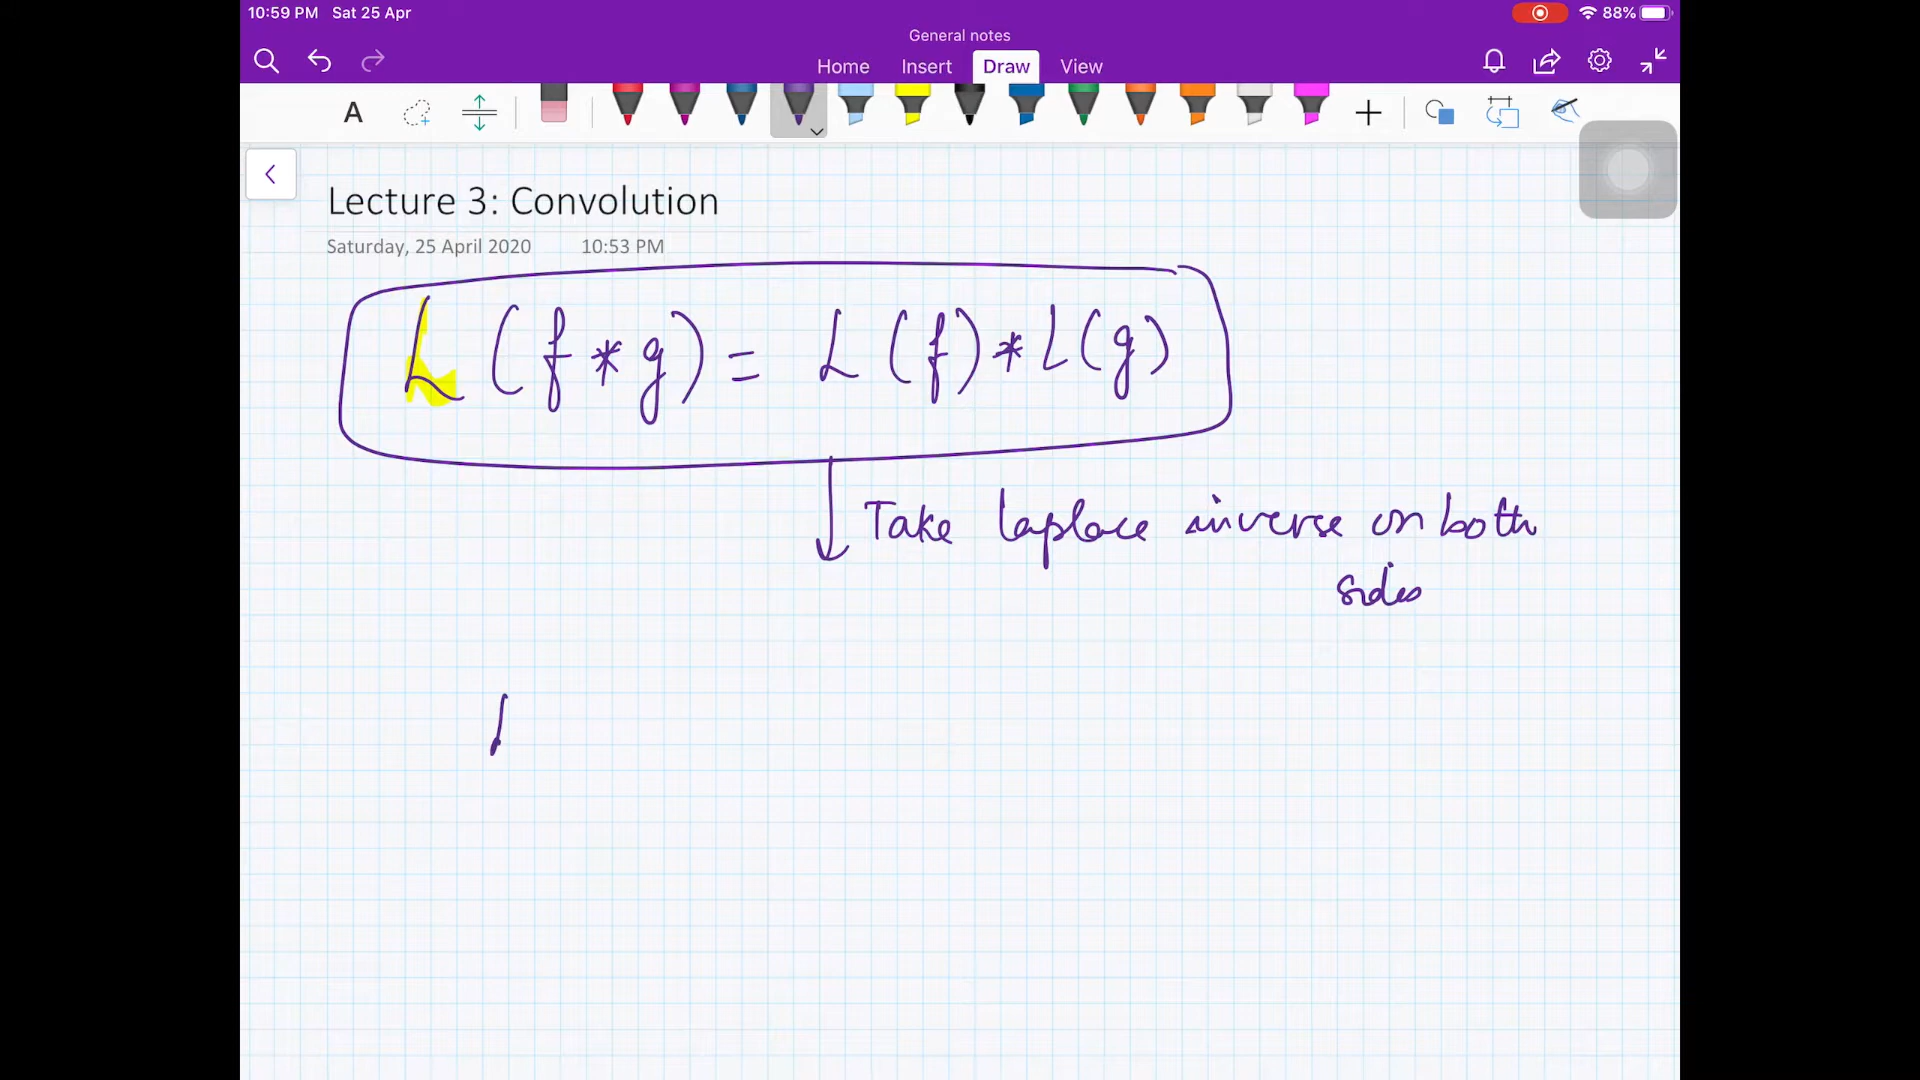 10:59 PM Sat 25 Apr 88%
General notes
Home Insert Draw View
A
Lecture 3: Convolution
Saturday, 25 April 2020 10:53 PM
L (f * g) = L (f) * L(g)
Take laplace inverse on both
sides